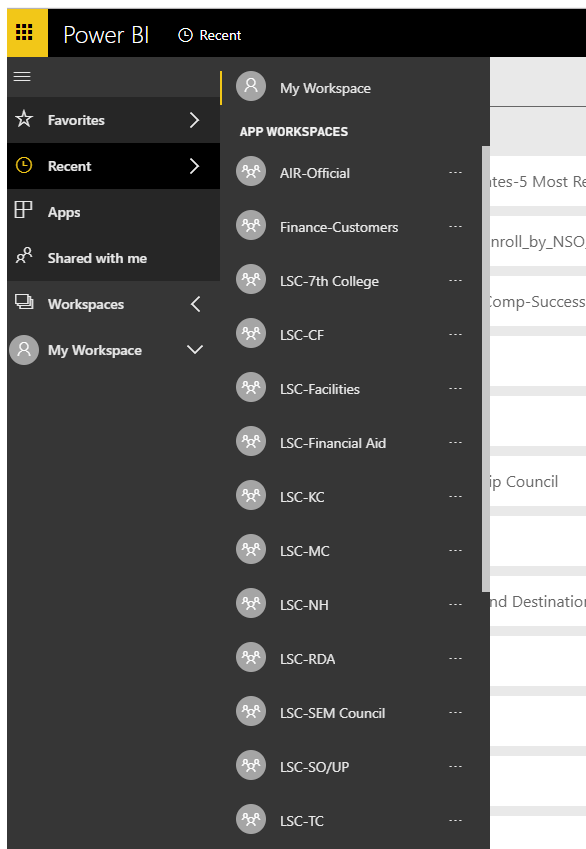 Power BI Recent
Favorites
Recent
Apps
Shared with me
Workspaces
My Workspace
My Workspace
APP WORKSPACES
AIR-Official
Finance-Customers
LSC-7th College
LSC-CF
LSC-Facilities
LSC-Financial Aid
LSC-KC
LSC-MC
LSC-NH
LSC-RDA
LSC-SEM Council
LSC-SO/UP
LSC-TC
ates-5 Most Re
nroll_by_NSO_
Comp-Success
ip Council
nd Destination